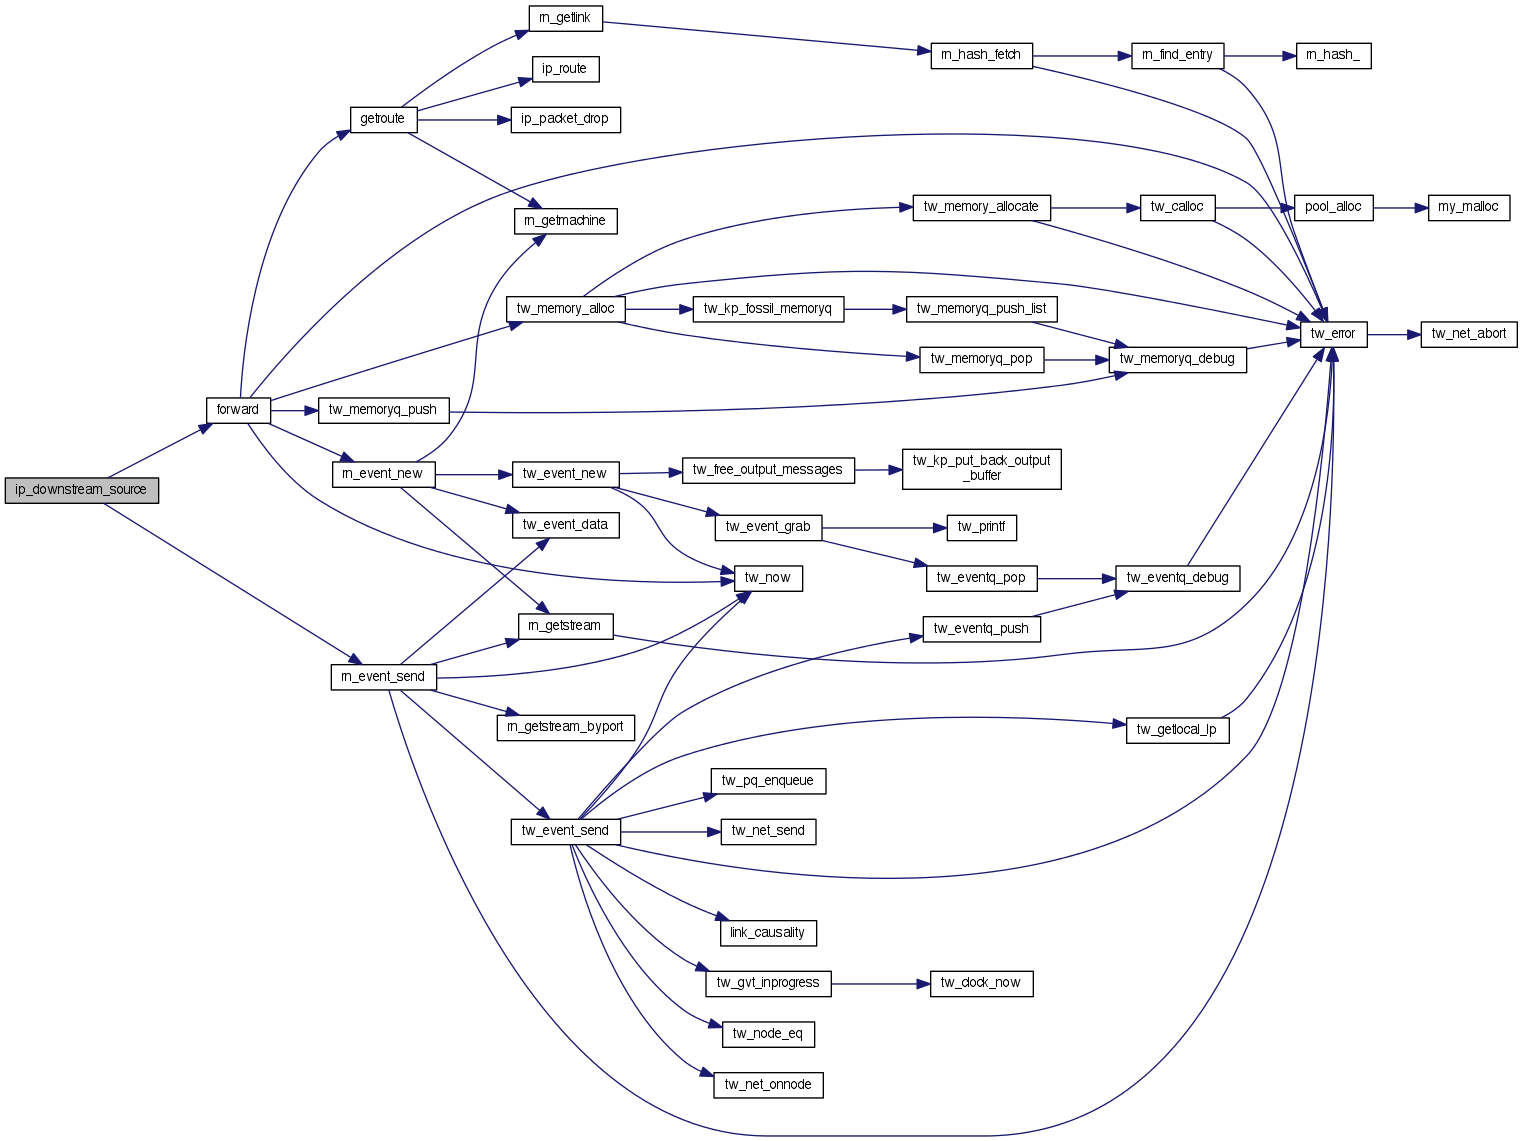 rn_getlink
rn_hash_fetch
rn_find_entry
rn_hash_
ip_route
getroute
ip_packet_drop
rn_getmachine
tw_memory_allocate
tw_calloc
pool_alloc
my_malloc
tw_memory_alloc
tw_kp_fossil_memoryq
tw_memoryq_push_list
tw_error
tw_net_abort
tw_memoryq_pop
tw_memoryq_debug
forward
tw_memoryq_push
rn_event_new
tw_event_new
tw_free_output_messages
tw_kp_put_back_output
_buffer
ip_downstream_source
tw_event_data
tw_event_grab
tw_printf
tw_now
tw_eventq_pop
tw_eventq_debug
rn_getstream
tw_eventq_push
rn_event_send
rn_getstream_byport
tw_getlocal_lp
tw_pq_enqueue
tw_event_send
tw_net_send
link_causality
tw_gvt_inprogress
tw_clock_now
tw_node_eq
tw_net_onnode